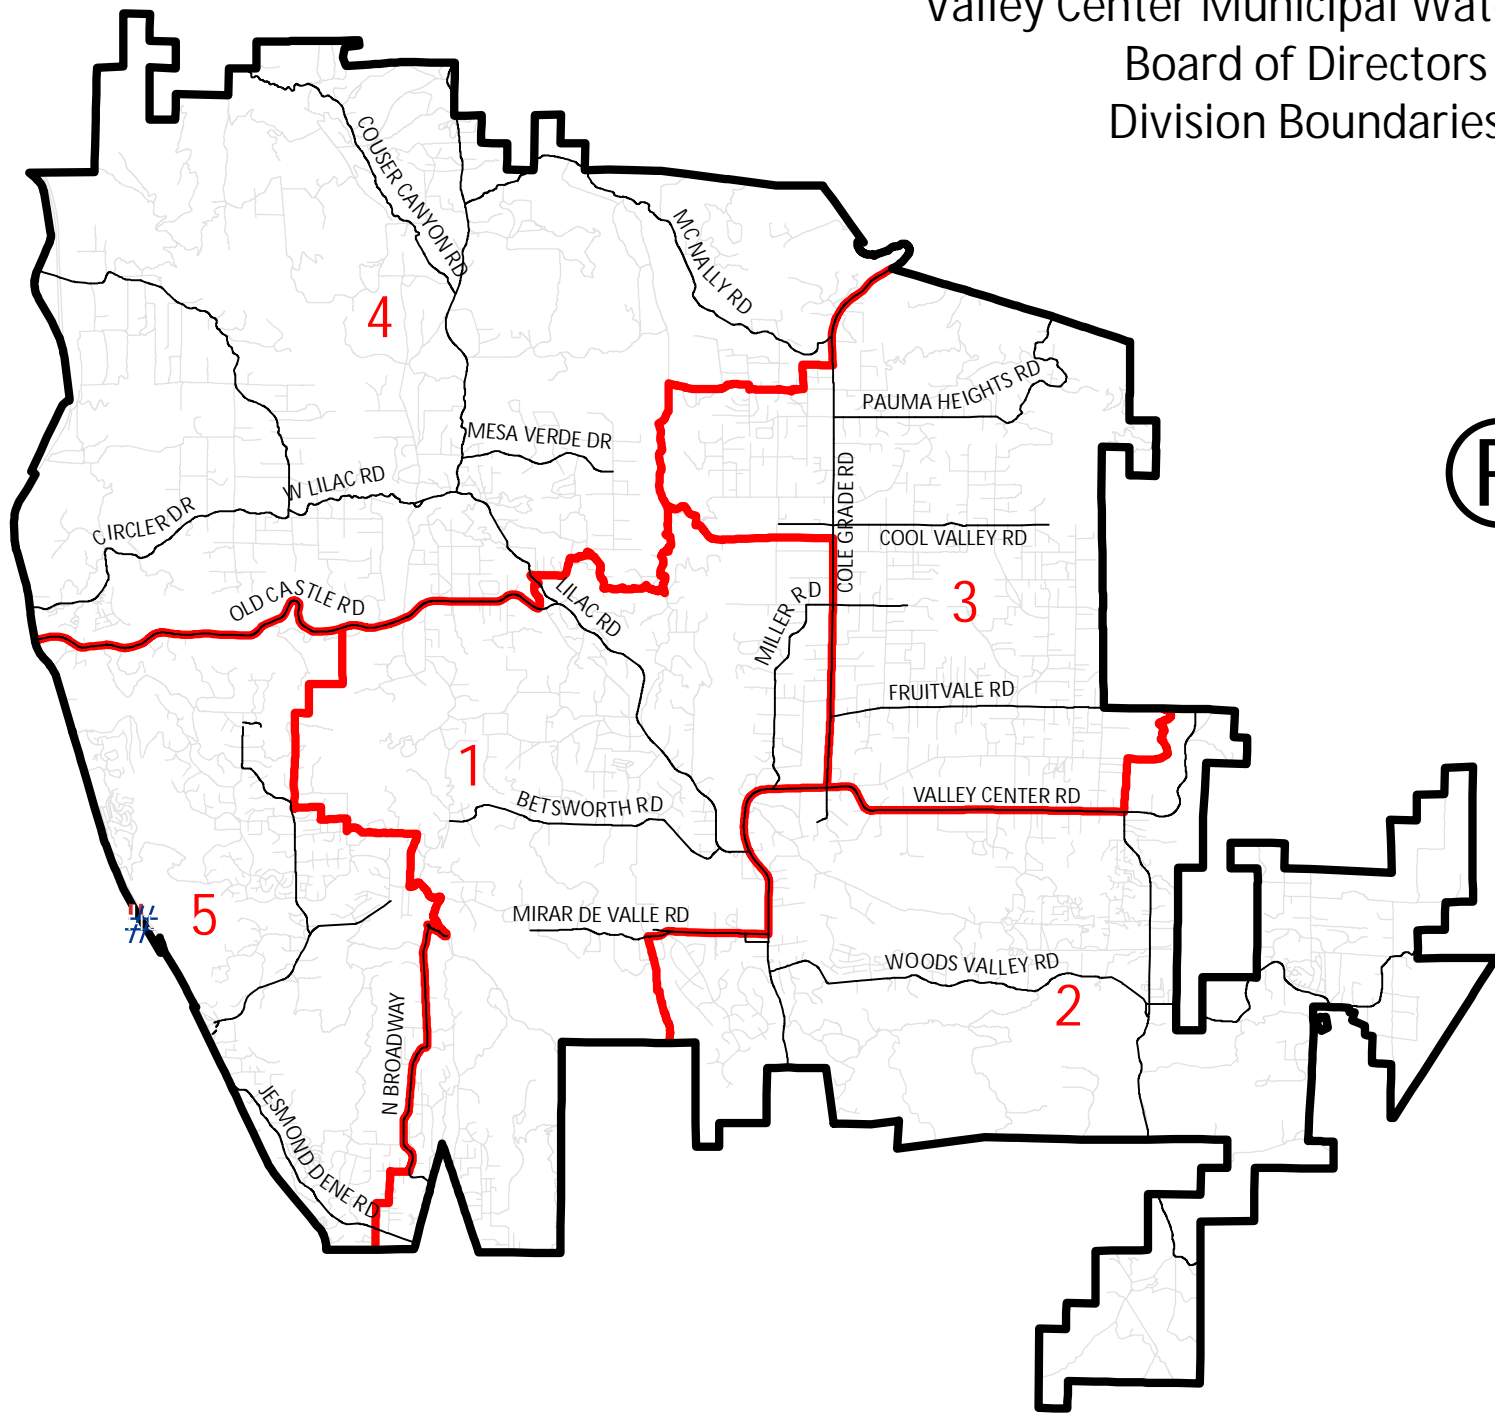 Valley Center Municipal Wat
Board of Directors
Division Boundaries
COUSER CANYON RD
MC NALLY RD
4
PAUMA HEIGHTS RD
MESA VERDE DR
W LILAC RD
COLE GRADE RD
CIRCLE R DR
COOL VALLEY RD
OLD CASTLE RD
LILAC RD
MILLER RD
3
FRUITVALE RD
1
BETSWORTH RD
VALLEY CENTER RD
5
MIRAR DE VALLE RD
WOODS VALLEY RD
2
N BROADWAY
JESMOND DENE RD